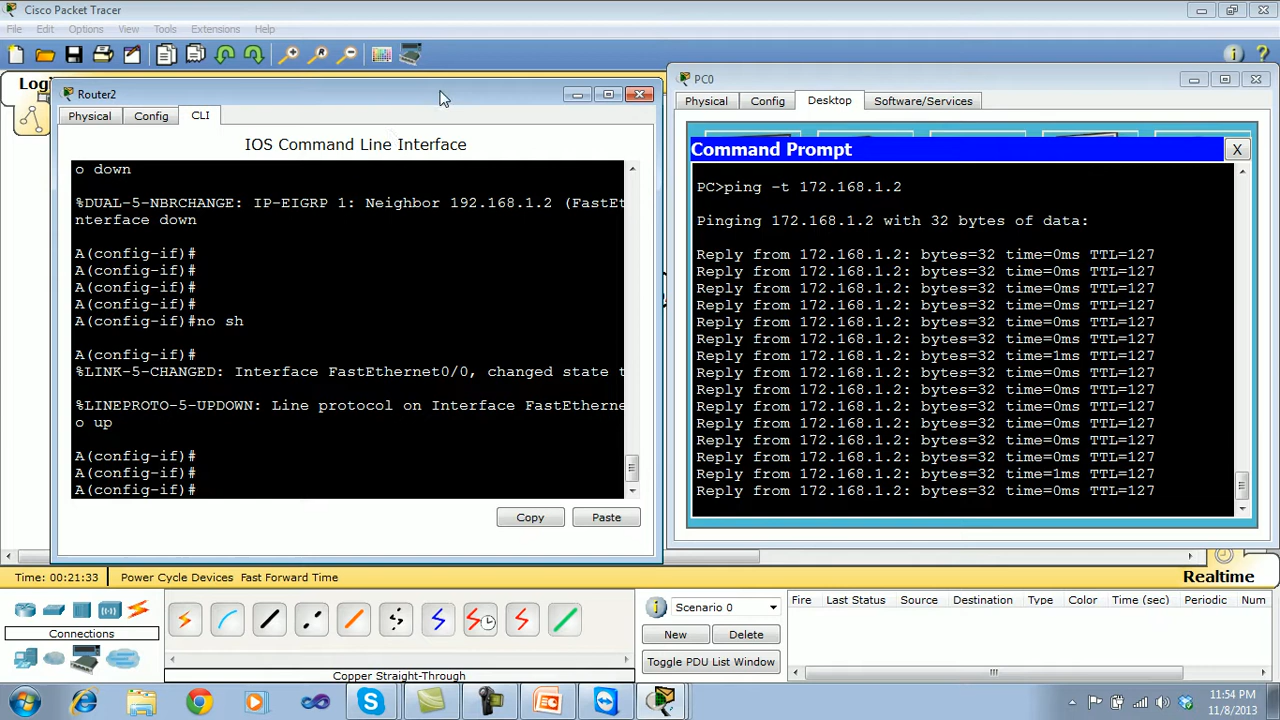 Cisco Packet Tracer
File Edit Options View Tools Extensions Help
Logi
Router2
Physical Config CLI
IOS Command Line Interface
o down
%DUAL-5-NBRCHANGE: IP-EIGRP 1: Neighbor 192.168.1.2 (FastEt
nterface down
A(config-if)#
A(config-if)#
A(config-if)#
A(config-if)#
A(config-if)#no sh
A(config-if)#
%LINK-5-CHANGED: Interface FastEthernet0/0, changed state t
%LINEPROTO-5-UPDOWN: Line protocol on Interface FastEtherne
o up
A(config-if)#
A(config-if)#
A(config-if)#
Copy Paste
PC0
Physical Config Desktop Software/Services
Command Prompt X
PC>ping -t 172.168.1.2
Pinging 172.168.1.2 with 32 bytes of data:
Reply from 172.168.1.2: bytes=32 time=0ms TTL=127
Reply from 172.168.1.2: bytes=32 time=0ms TTL=127
Reply from 172.168.1.2: bytes=32 time=0ms TTL=127
Reply from 172.168.1.2: bytes=32 time=0ms TTL=127
Reply from 172.168.1.2: bytes=32 time=0ms TTL=127
Reply from 172.168.1.2: bytes=32 time=0ms TTL=127
Reply from 172.168.1.2: bytes=32 time=1ms TTL=127
Reply from 172.168.1.2: bytes=32 time=0ms TTL=127
Reply from 172.168.1.2: bytes=32 time=0ms TTL=127
Reply from 172.168.1.2: bytes=32 time=0ms TTL=127
Reply from 172.168.1.2: bytes=32 time=0ms TTL=127
Reply from 172.168.1.2: bytes=32 time=0ms TTL=127
Reply from 172.168.1.2: bytes=32 time=0ms TTL=127
Reply from 172.168.1.2: bytes=32 time=1ms TTL=127
Reply from 172.168.1.2: bytes=32 time=0ms TTL=127
Time: 00:21:33 Power Cycle Devices Fast Forward Time
Realtime
Connections
Copper Straight-Through
Scenario 0
New Delete
Toggle PDU List Window
Fire Last Status Source Destination Type Color Time (sec) Periodic Num
11:54 PM
11/8/2013